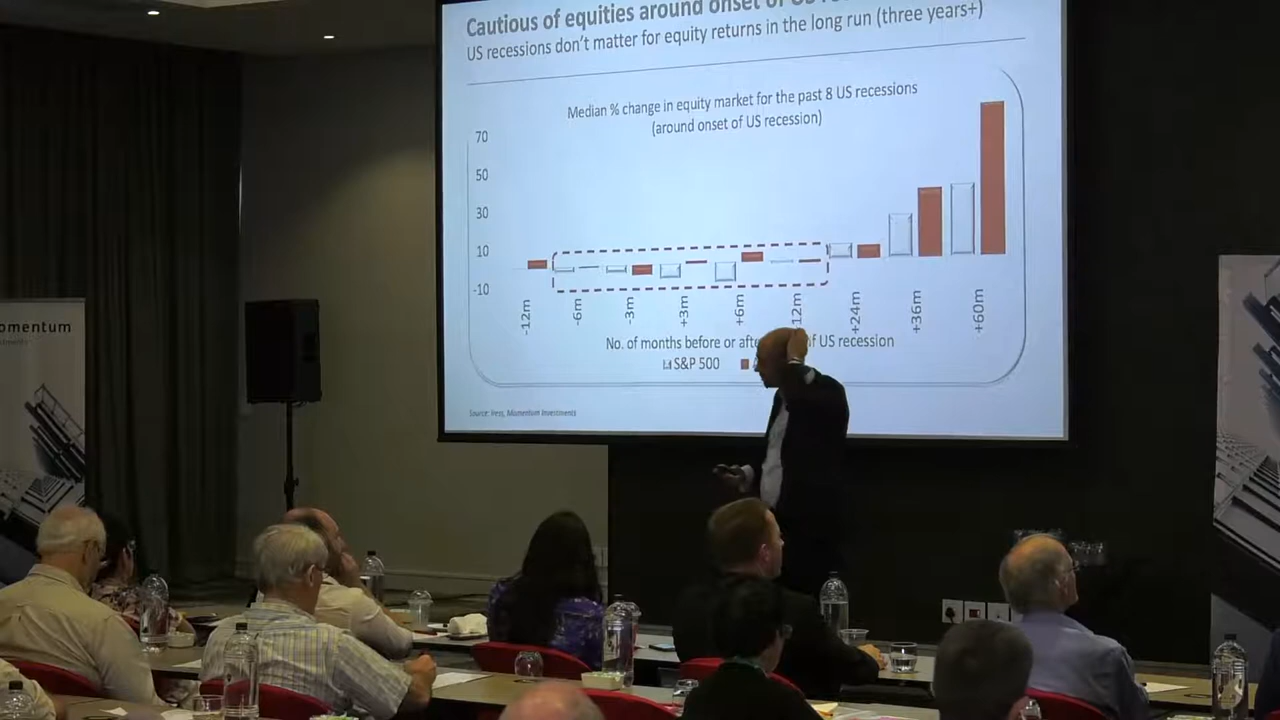 Cautious of equities around onset of US
US recessions don't matter for equity returns in the long run (three years+)
Median % change in equity market for the past 8 US recessions
(around onset of US recession)
70
50
30
10
-10
-12m
-6m
-3m
+3m
+6m
12m
+24m
+36m
+60m
No. of months before or of US recession
S&P 500
Source: Iress, Momentum Investments
omentum